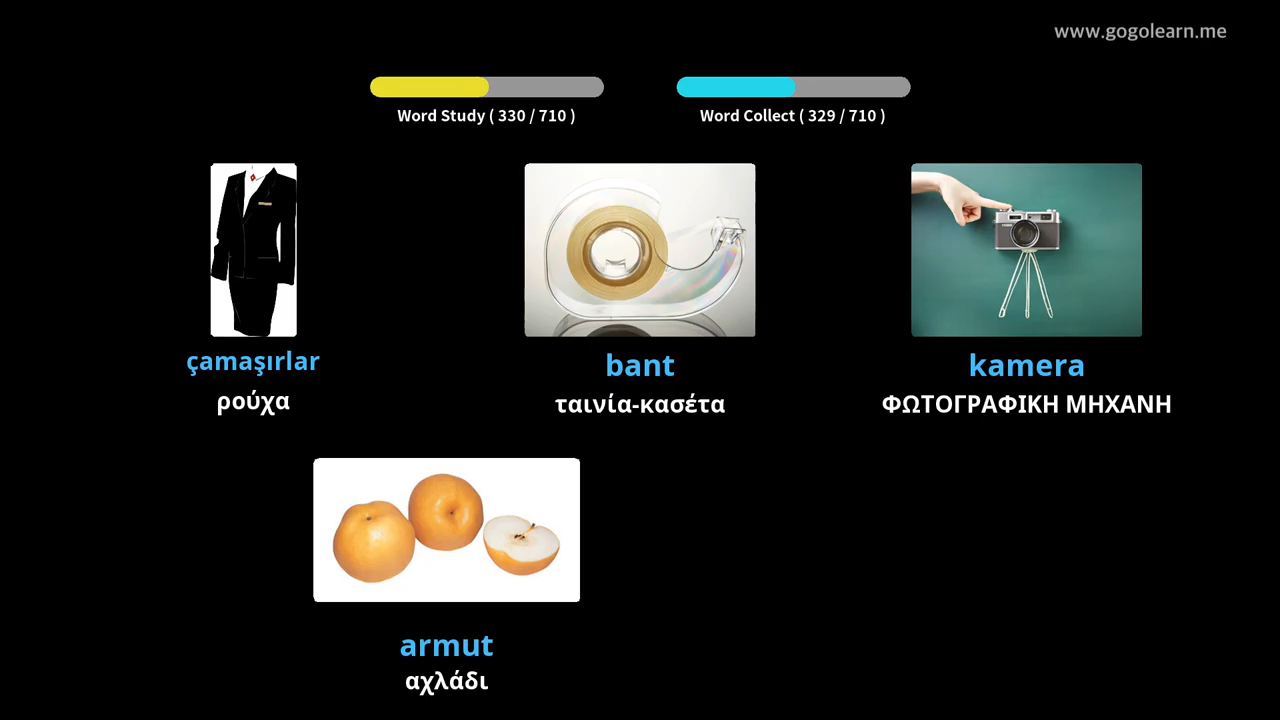 www.gogolearn.me
Word Study ( 330 / 710 )
Word Collect ( 329 / 710 )
çamaşırlar
ρούχα
bant
ταινία-κασέτα
kamera
ΦΩΤΟΓΡΑΦΙΚΗ ΜΗΧΑΝΗ
armut
αχλάδι